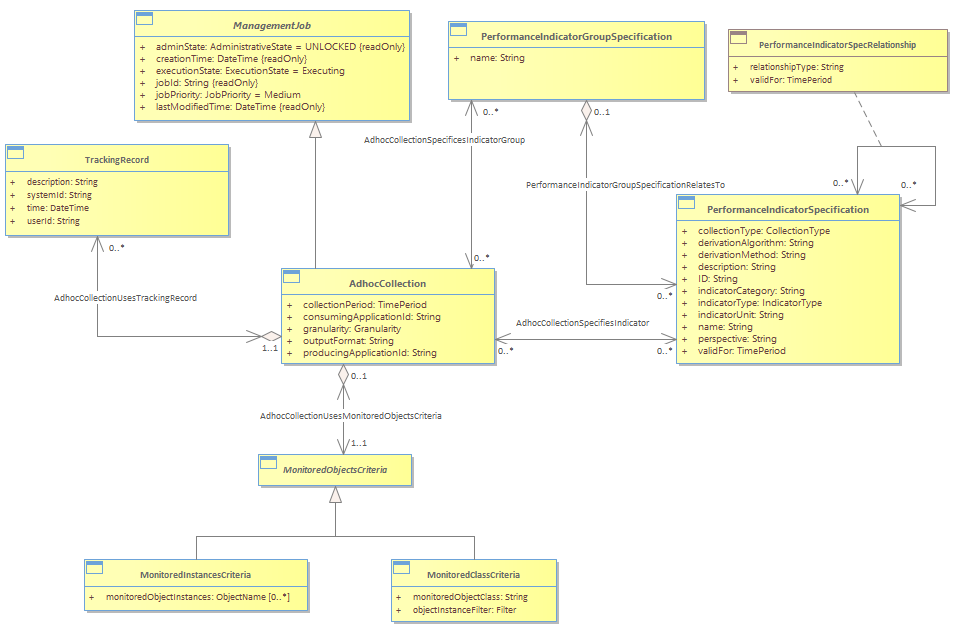 ManagementJob
+ adminState: AdministrativeState = UNLOCKED {readOnly}
+ creationTime: DateTime {readOnly}
+ executionState: ExecutionState = Executing
+ jobId: String {readOnly}
+ jobPriority: JobPriority = Medium
+ lastModifiedTime: DateTime {readOnly}
PerformanceIndicatorGroupSpecification
+ name: String
PerformanceIndicatorSpecRelationship
+ relationshipType: String
+ validFor: TimePeriod
0..*
0..1
AdhocCollectionSpecificesIndicatorGroup
TrackingRecord
+ description: String
+ systemId: String
+ time: DateTime
+ userId: String
PerformanceIndicatorGroupSpecificationRelatesTo
0..*
0..*
PerformanceIndicatorSpecification
+ collectionType: CollectionType
+ derivationAlgorithm: String
+ derivationMethod: String
+ description: String
+ ID: String
+ indicatorCategory: String
+ indicatorType: IndicatorType
+ indicatorUnit: String
+ name: String
+ perspective: String
+ validFor: TimePeriod
0..*
0..*
AdhocCollectionUsesTrackingRecord
AdhocCollection
+ collectionPeriod: TimePeriod
+ consumingApplicationId: String
+ granularity: Granularity
+ outputFormat: String
+ producingApplicationId: String
0..*
AdhocCollectionSpecifiesIndicator
1..1
0..*
0..*
0..1
AdhocCollectionUsesMonitoredObjectsCriteria
1..1
MonitoredObjectsCriteria
MonitoredInstancesCriteria
+ monitoredObjectInstances: ObjectName [0..*]
MonitoredClassCriteria
+ monitoredObjectClass: String
+ objectInstanceFilter: Filter